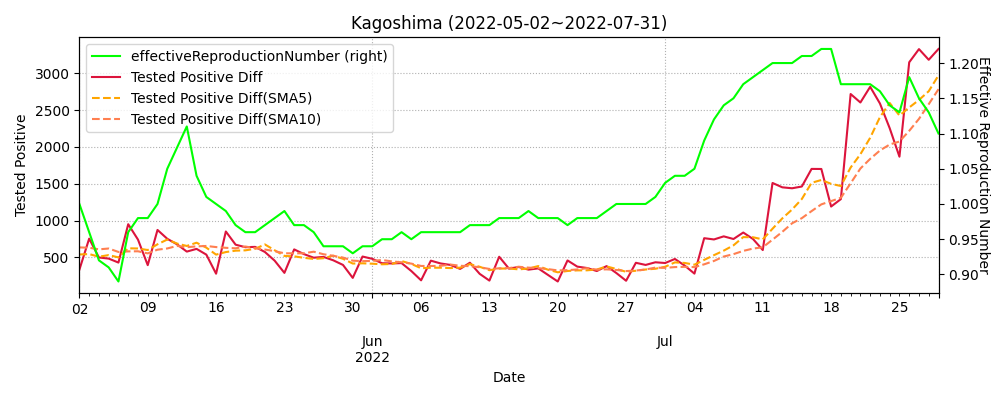 Kagoshima (2022-05-02~2022-07-31)
effectiveReproductionNumber (right)
Tested Positive Diff
Tested Positive Diff(SMA5)
Tested Positive Diff(SMA10)
Tested Positive
3000
2500
2000
1500
1000
500
Effective Reproduction Number
1.20
1.15
1.10
1.05
1.00
0.95
0.90
02 09 16 23 30 06 13 20 27 04 11 18 25
Jun Jul
2022
Date